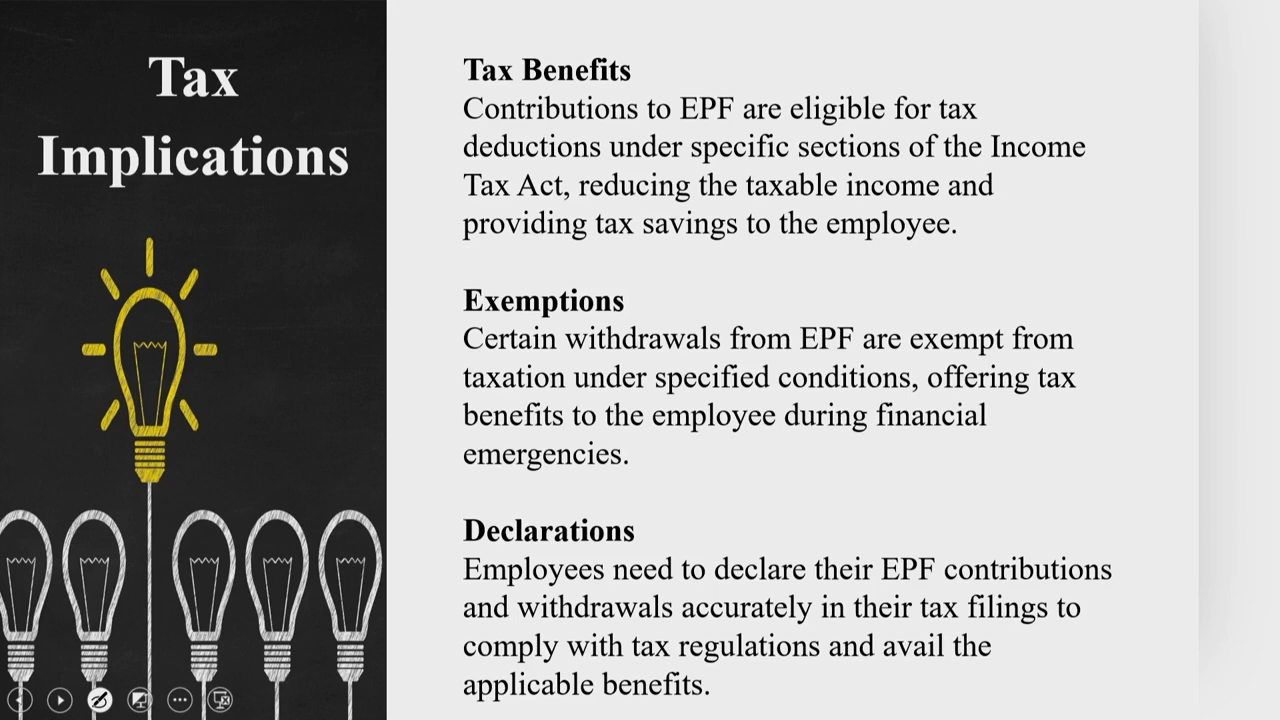 Tax
Implications
Tax Benefits
Contributions to EPF are eligible for tax
deductions under specific sections of the Income
Tax Act, reducing the taxable income and
providing tax savings to the employee.
Exemptions
Certain withdrawals from EPF are exempt from
taxation under specified conditions, offering tax
benefits to the employee during financial
emergencies.
Declarations
Employees need to declare their EPF contributions
and withdrawals accurately in their tax filings to
comply with tax regulations and avail the
applicable benefits.